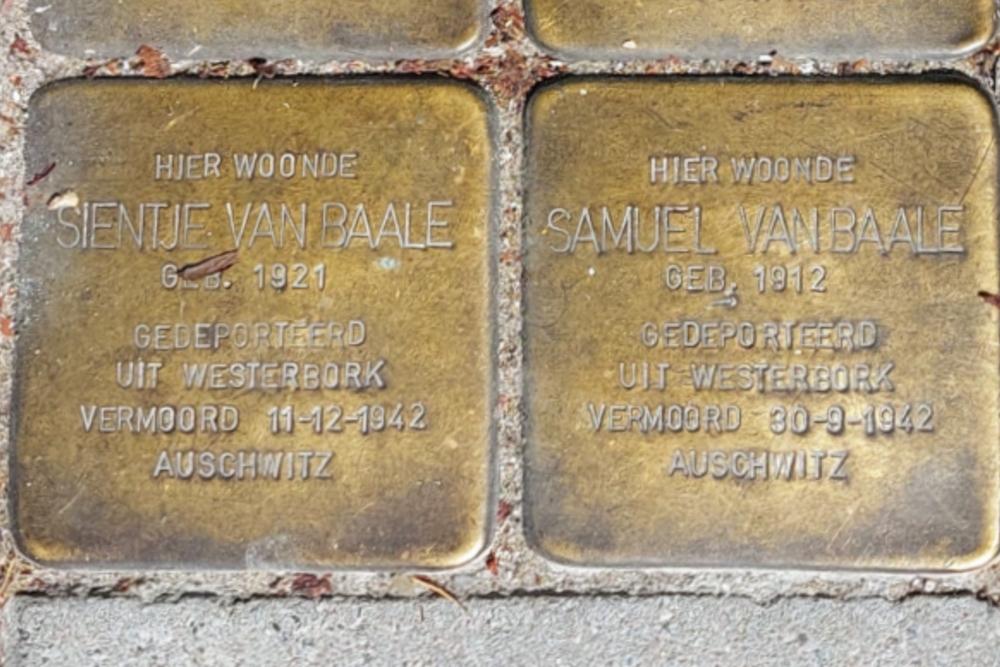 HIER WOONDE
SIENTJE VAN BAALE
GEB. 1921
GEDEPORTEERD
UIT WESTERBORK
VERMOORD 11-12-1942
AUSCHWITZ
HIER WOONDE
SAMUEL VAN BAALE
GEB. 1912
GEDEPORTEERD
UIT WESTERBORK
VERMOORD 30-9-1942
AUSCHWITZ